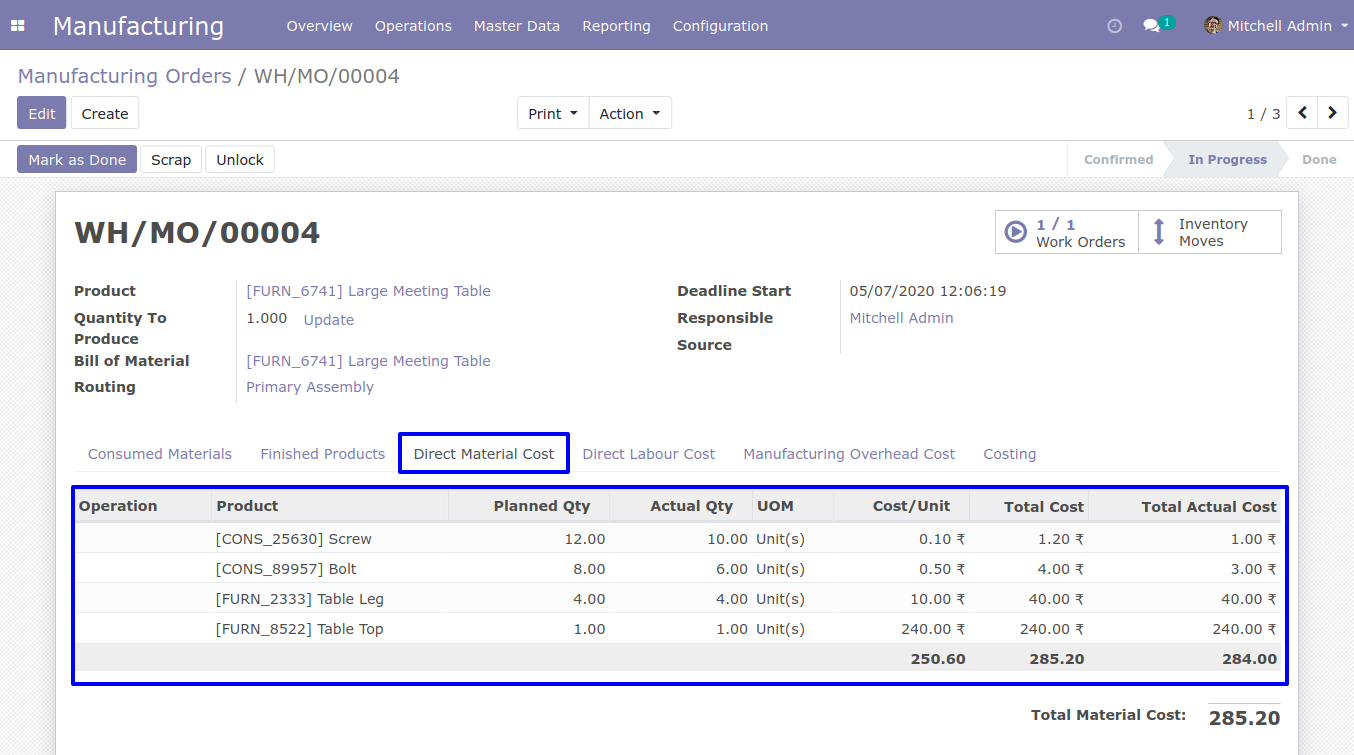 Manufacturing Overview Operations Master Data Reporting Configuration 1 Mitchell Admin
Manufacturing Orders / WH/MO/00004
Edit Create Print Action 1 / 3
Mark as Done Scrap Unlock Confirmed In Progress Done
WH/MO/00004
1 / 1
Work Orders
Inventory
Moves
Product [FURN_6741] Large Meeting Table
Quantity To
Produce
1.000 Update
Bill of Material [FURN_6741] Large Meeting Table
Routing Primary Assembly
Deadline Start 05/07/2020 12:06:19
Responsible Mitchell Admin
Source
Consumed Materials Finished Products Direct Material Cost Direct Labour Cost Manufacturing Overhead Cost Costing
Operation Product Planned Qty Actual Qty UOM Cost/Unit Total Cost Total Actual Cost
[CONS_25630] Screw 12.00 10.00 Unit(s) 0.10 ₹ 1.20 ₹ 1.00 ₹
[CONS_89957] Bolt 8.00 6.00 Unit(s) 0.50 ₹ 4.00 ₹ 3.00 ₹
[FURN_2333] Table Leg 4.00 4.00 Unit(s) 10.00 ₹ 40.00 ₹ 40.00 ₹
[FURN_8522] Table Top 1.00 1.00 Unit(s) 240.00 ₹ 240.00 ₹ 240.00 ₹
250.60 285.20 284.00
Total Material Cost: 285.20